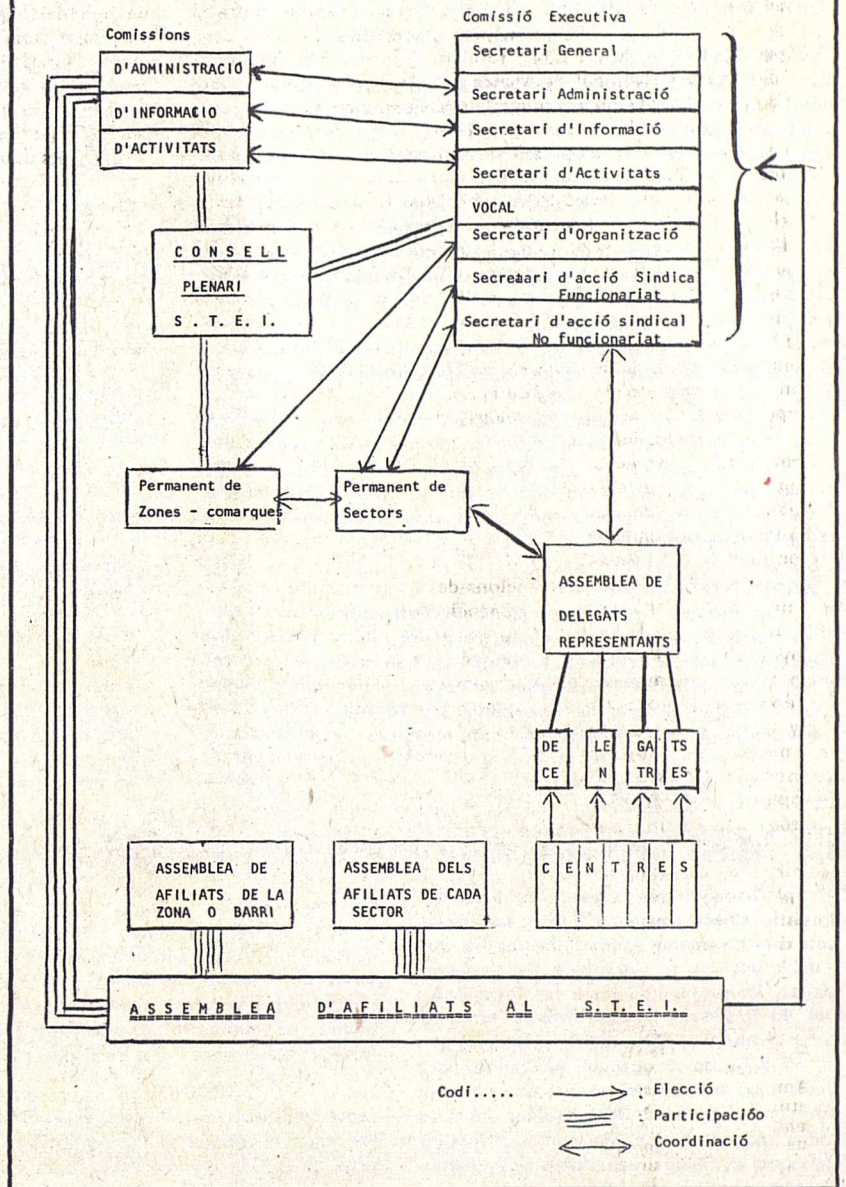 Comissió Executiva
Comissions
Secretari General
D'ADMINISTRACIÓ
Secretari Administració
D'INFORMACIO
Secretari d'Informació
D'ACTIVITATS
Secretari d'Activitats
VOCAL
Secretari d'Organització
CONSELL
PLENARI
S.T.E.I.
Secretari d'acció Sindica
Funcionariat
Secretari d'acció sindical
No funcionariat
Permanent de
Zones - comarques
Permanent de
Sectors
ASSEMBLEA DE
DELEGATS
REPRESENTANTS
DE LE GA TS
CE N TR ES
ASSEMBLEA DE
AFILIATS DE LA
ZONA O BARRI
ASSEMBLEA DELS
AFILIATS DE CADA
SECTOR
CENTRES
ASSEMBLEA D'AFILIATS AL S.T.E.I.
Codi..... : Elecció
: Participacióo
Coordinació